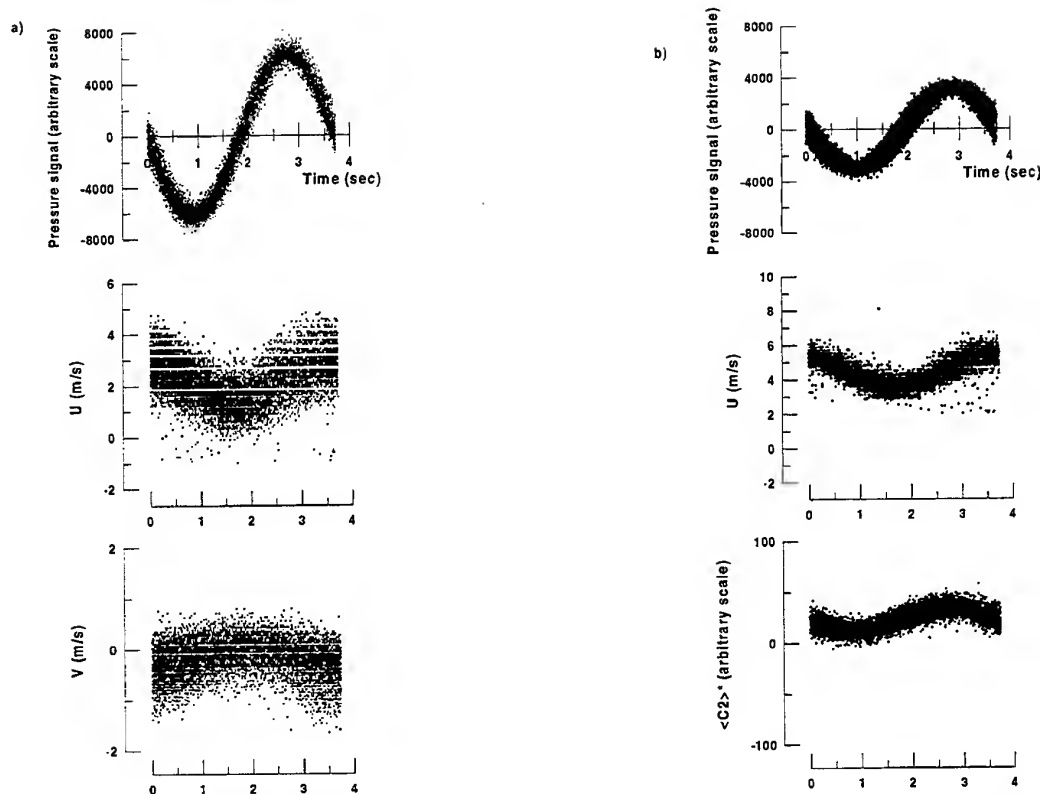 a)
Pressure signal (arbitrary scale)
8000
4000
0
-4000
-8000
0 1 2 3 4
Time (sec)
U (m/s)
6
4
2
0
-2
0 1 2 3 4
V (m/s)
2
0
-2
0 1 2 3 4
b)
Pressure signal (arbitrary scale)
8000
4000
0
-4000
-8000
0 1 2 3 4
Time (sec)
U (m/s)
10
8
6
4
2
0
-2
0 1 2 3 4
<C2>* (arbitrary scale)
100
0
-100
0 1 2 3 4